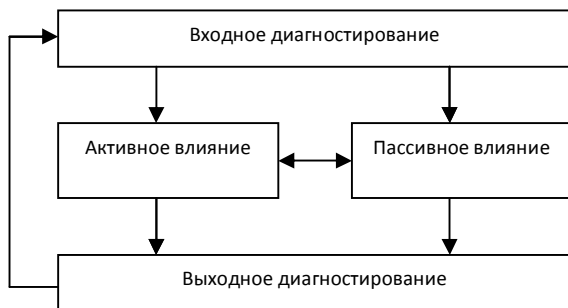 Входное диагностирование
Активное влияние
Пассивное влияние
Выходное диагностирование